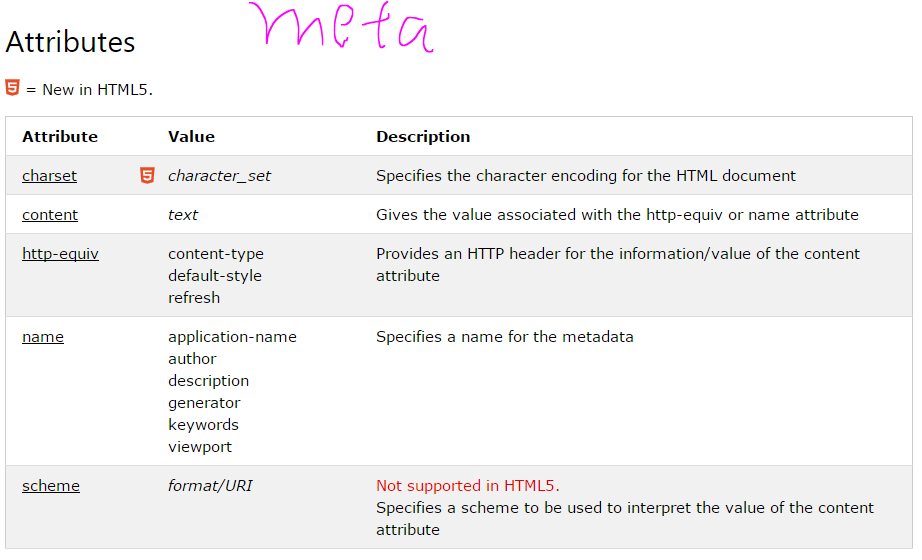 meta
Attributes
5 = New in HTML5.
Attribute Value Description
charset 5 character_set Specifies the character encoding for the HTML document
content text Gives the value associated with the http-equiv or name attribute
http-equiv content-type Provides an HTTP header for the information/value of the content
default-style attribute
refresh
name application-name Specifies a name for the metadata
author
description
generator
keywords
viewport
scheme format/URI Not supported in HTML5.
Specifies a scheme to be used to interpret the value of the content
attribute